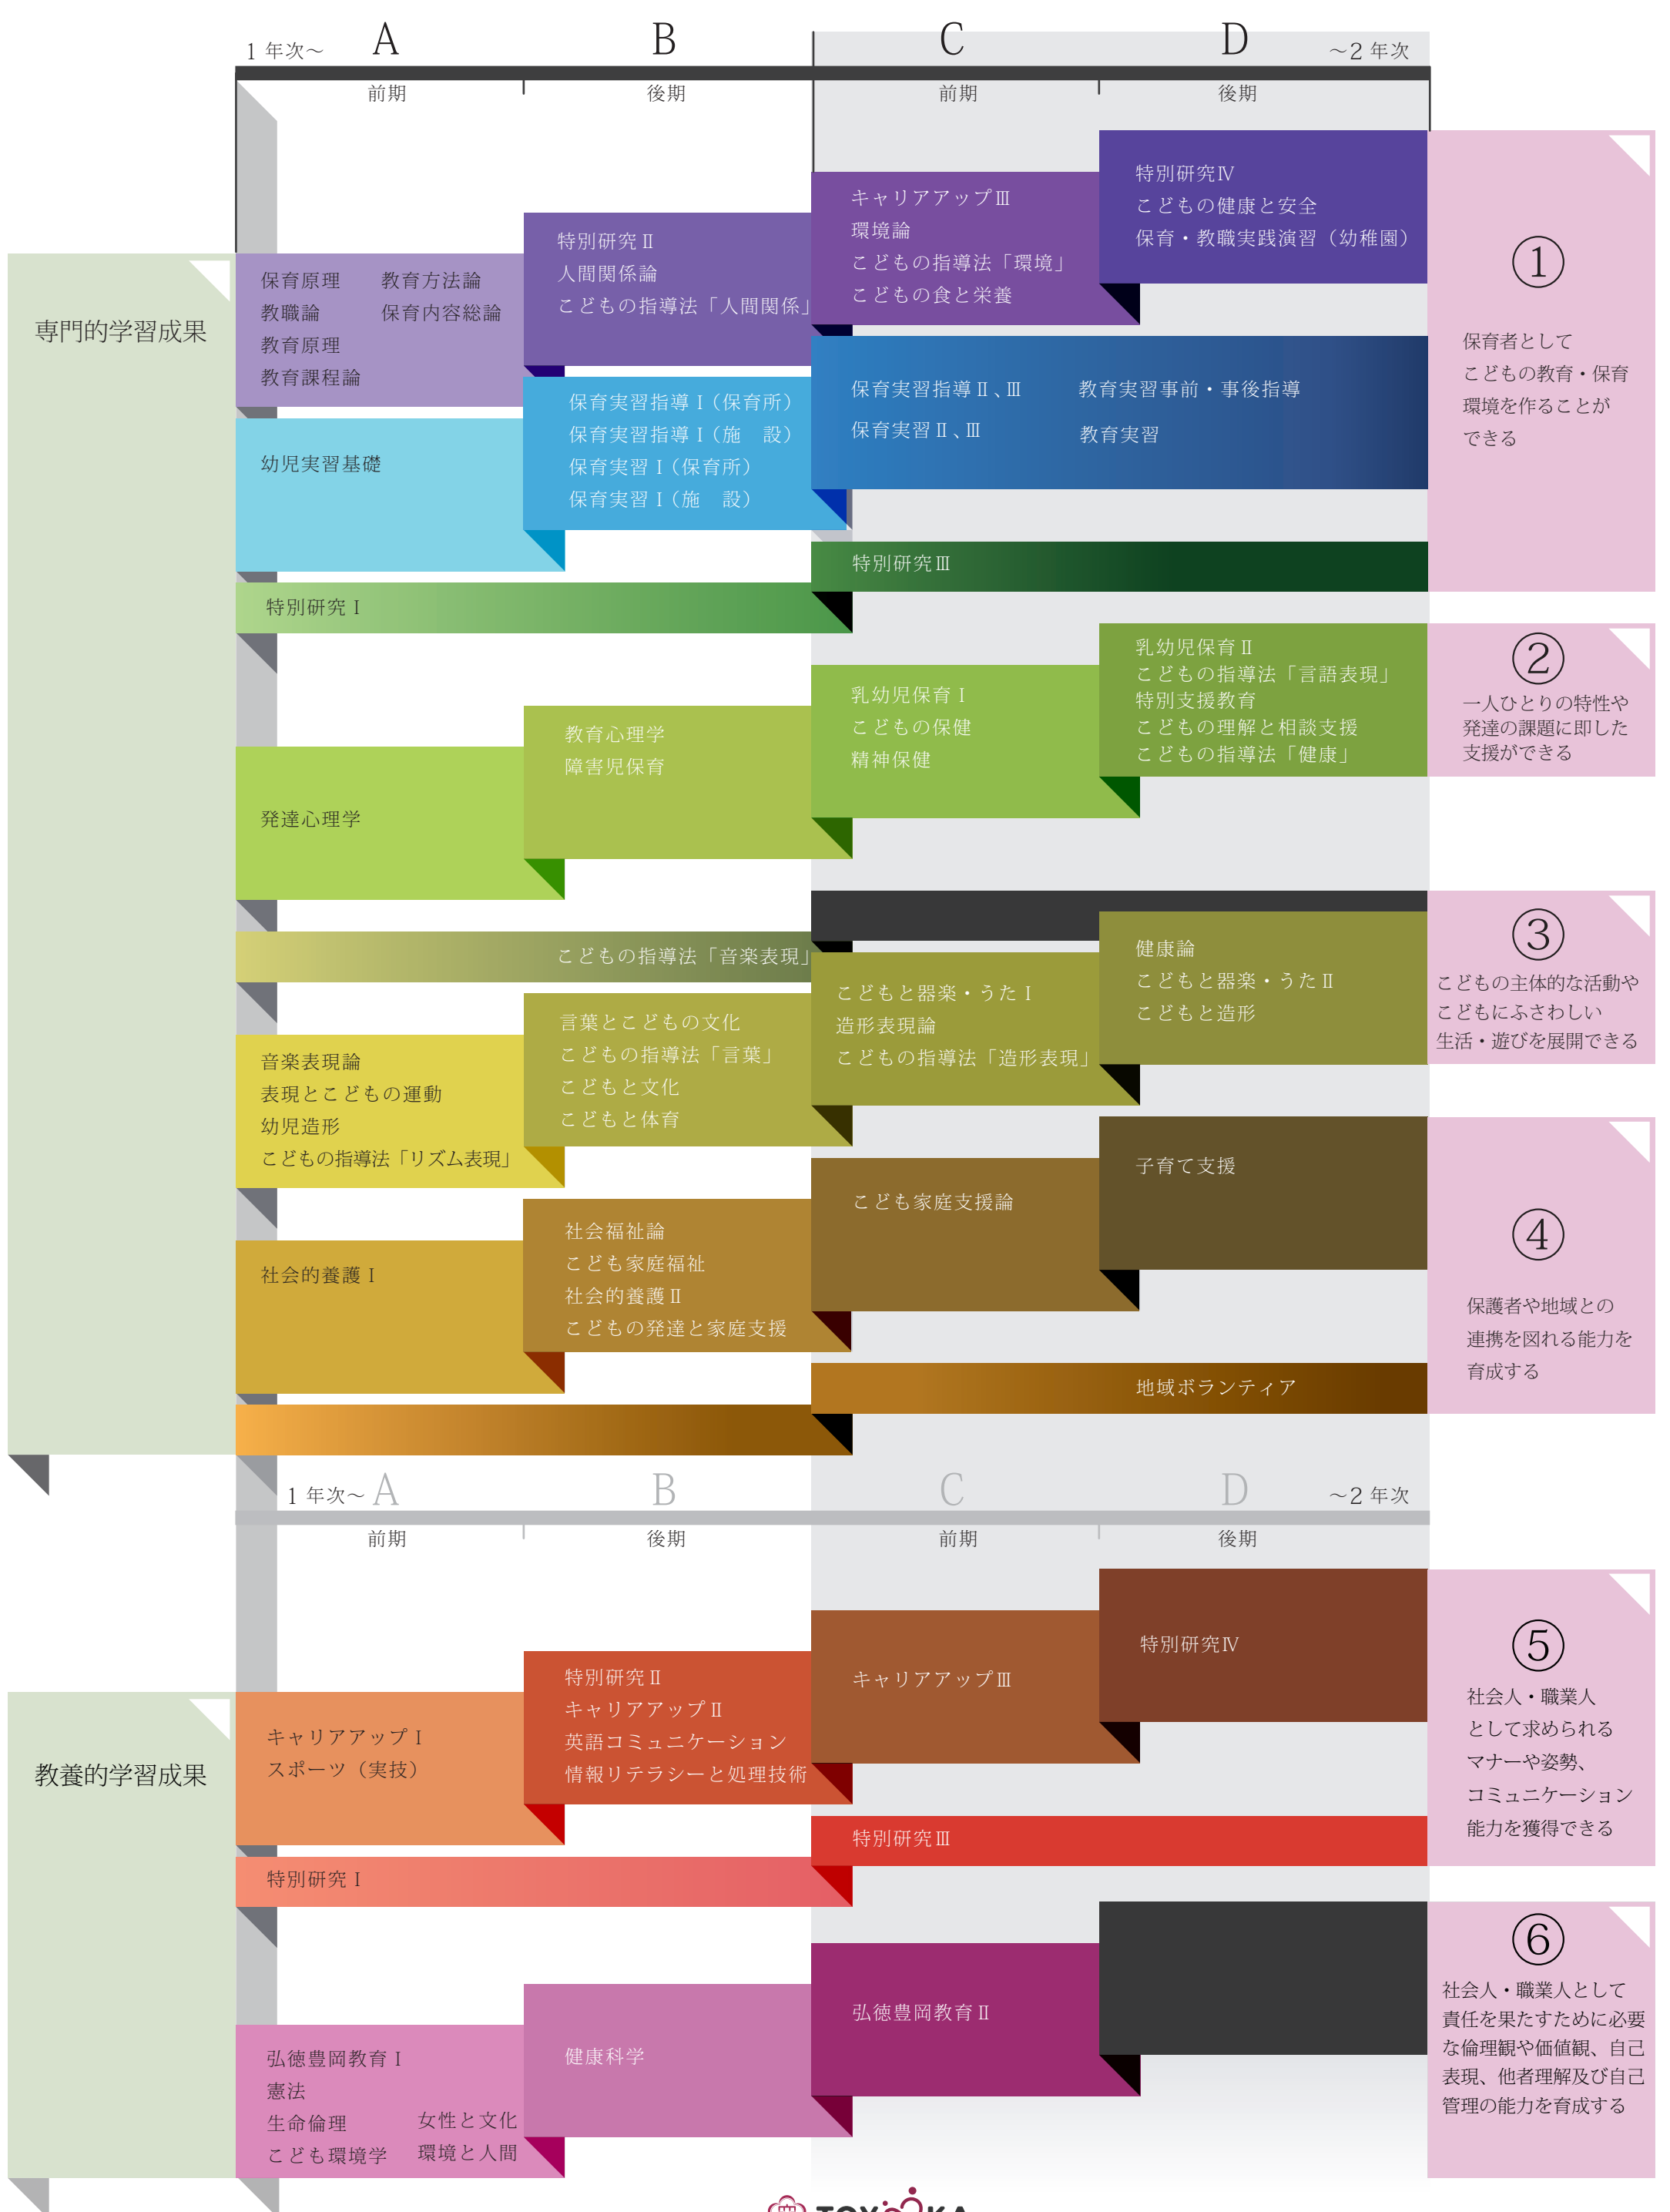 1 年次～
A
B
C
D
～2 年次
前期
後期
前期
後期
専門的学習成果
保育原理
教職論
教育原理
教育課程論
教育方法論
保育内容総論
特別研究Ⅱ
人間関係論
こどもの指導法「人間関係」
キャリアアップⅢ
環境論
こどもの指導法「環境」
こどもの食と栄養
特別研究Ⅳ
こどもの健康と安全
保育・教職実践演習（幼稚園）
①
保育者として
こどもの教育・保育
環境を作ることが
できる
幼児実習基礎
保育実習指導Ⅰ（保育所）
保育実習指導Ⅰ（施　設）
保育実習Ⅰ（保育所）
保育実習Ⅰ（施　設）
保育実習指導Ⅱ、Ⅲ
保育実習Ⅱ、Ⅲ
教育実習事前・事後指導
教育実習
特別研究Ⅰ
特別研究Ⅲ
発達心理学
教育心理学
障害児保育
乳幼児保育Ⅰ
こどもの保健
精神保健
乳幼児保育Ⅱ
こどもの指導法「言語表現」
特別支援教育
こどもの理解と相談支援
こどもの指導法「健康」
②
一人ひとりの特性や
発達の課題に即した
支援ができる
こどもの指導法「音楽表現」
音楽表現論
表現とこどもの運動
幼児造形
こどもの指導法「リズム表現」
言葉とこどもの文化
こどもの指導法「言葉」
こどもと文化
こどもと体育
こどもと器楽・うたⅠ
造形表現論
こどもの指導法「造形表現」
健康論
こどもと器楽・うたⅡ
こどもと造形
③
こどもの主体的な活動や
こどもにふさわしい
生活・遊びを展開できる
社会的養護Ⅰ
社会福祉論
こども家庭福祉
社会的養護Ⅱ
こどもの発達と家庭支援
こども家庭支援論
子育て支援
地域ボランティア
④
保護者や地域との
連携を図れる能力を
育成する
1 年次～
A
B
C
D
～2 年次
前期
後期
前期
後期
教養的学習成果
キャリアアップⅠ
スポーツ（実技）
特別研究Ⅱ
キャリアアップⅡ
英語コミュニケーション
情報リテラシーと処理技術
キャリアアップⅢ
特別研究Ⅳ
特別研究Ⅰ
特別研究Ⅲ
⑤
社会人・職業人
として求められる
マナーや姿勢、
コミュニケーション
能力を獲得できる
弘徳豊岡教育Ⅰ
憲法
生命倫理
こども環境学
女性と文化
環境と人間
健康科学
弘徳豊岡教育Ⅱ
⑥
社会人・職業人として
責任を果たすために必要
な倫理観や価値観、自己
表現、他者理解及び自己
管理の能力を育成する
TOYOOKA